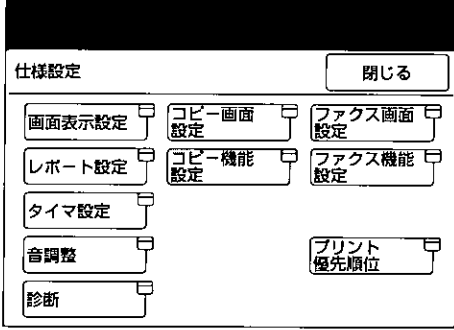 仕様設定
閉じる
画面表示設定
コピー画面
設定
ファクス画面
設定
レポート設定
コピー機能
設定
ファクス機能
設定
タイマ設定
音調整
プリント
優先順位
診断